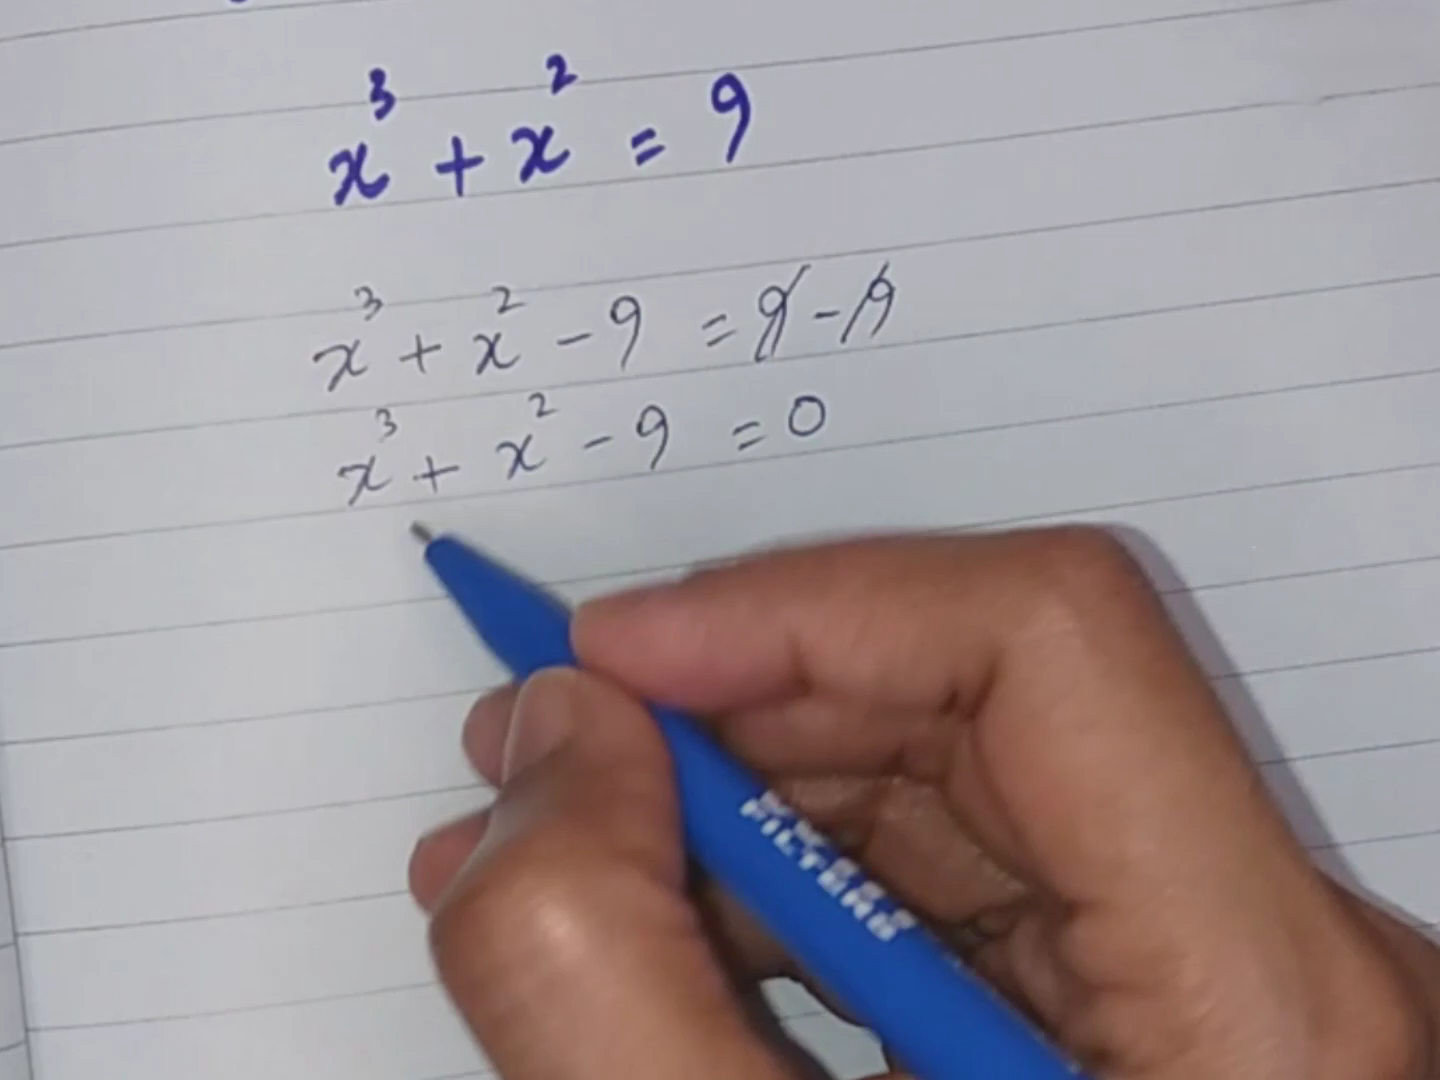 x³ + x² = 9
x³ + x² - 9 = 9 - 9
x³ + x² - 9 = 0